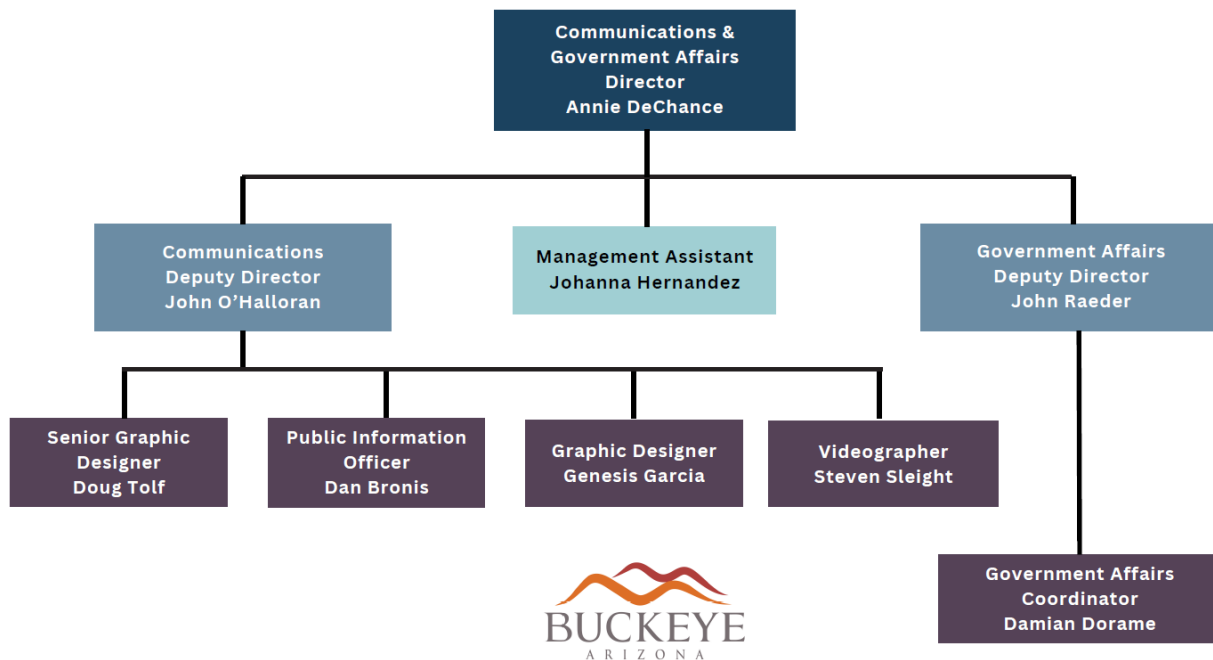 Communications &
Government Affairs
Director
Annie DeChance
Communications
Deputy Director
John O’Halloran
Management Assistant
Johanna Hernandez
Government Affairs
Deputy Director
John Raeder
Senior Graphic
Designer
Doug Tolf
Public Information
Officer
Dan Bronis
Graphic Designer
Genesis Garcia
Videographer
Steven Sleight
Government Affairs
Coordinator
Damian Dorame
BUCKEYE
ARIZONA